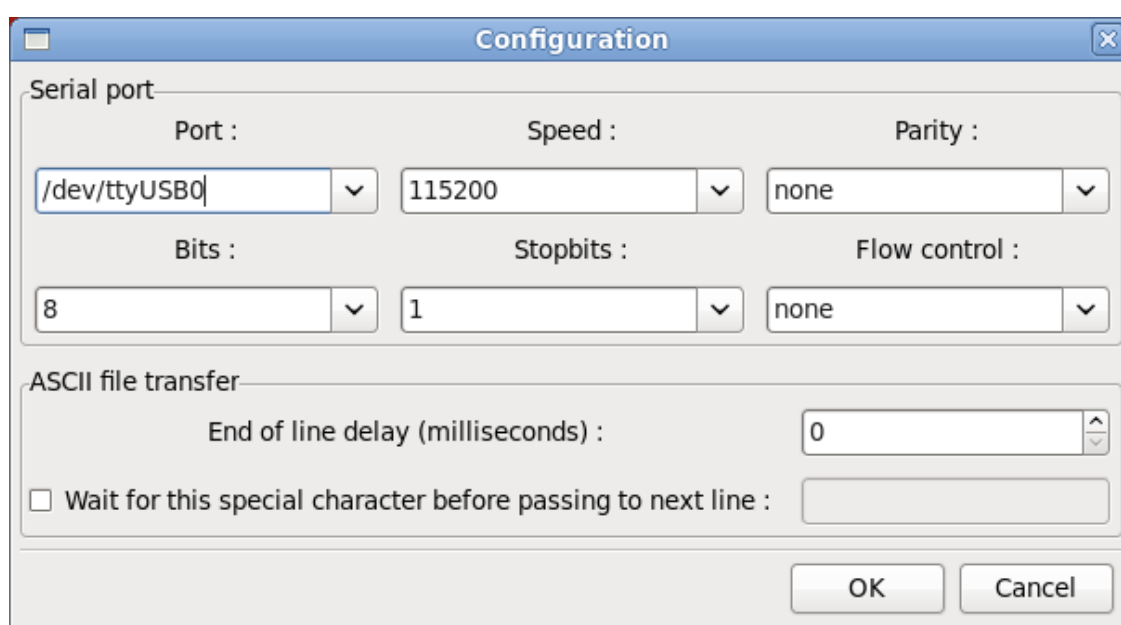 Configuration
Serial port
Port : Speed : Parity :
/dev/ttyUSB0 115200 none
Bits : Stopbits : Flow control :
8 1 none
ASCII file transfer
End of line delay (milliseconds) : 0
Wait for this special character before passing to next line :
OK Cancel